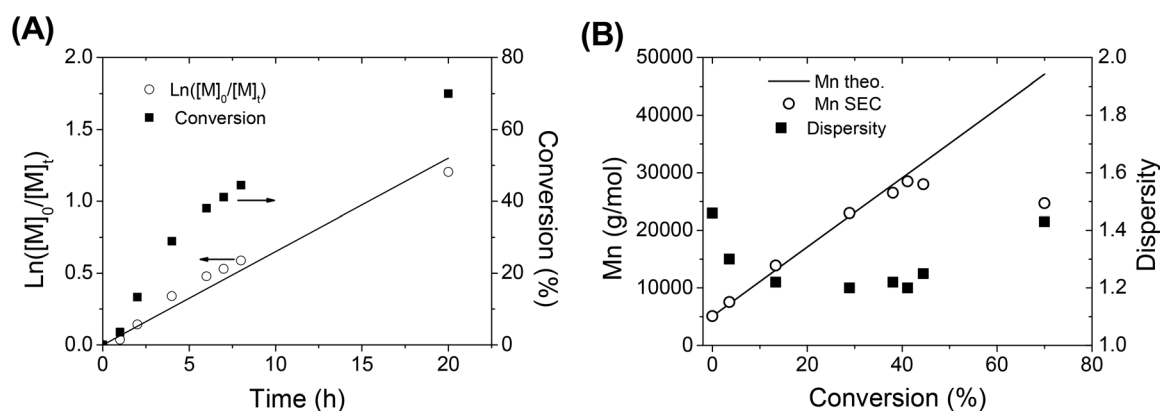 (A)
2.0
1.5
1.0
0.5
0.0
Ln([M]0/[M]t)
Ln([M]0/[M]t)
Conversion
80
60
40
20
0
Conversion (%)
0
5
10
15
20
Time (h)
(B)
50000
40000
30000
20000
10000
0
Mn (g/mol)
Mn theo.
Mn SEC
Dispersity
2.0
1.8
1.6
1.4
1.2
1.0
Dispersity
0
20
40
60
80
Conversion (%)